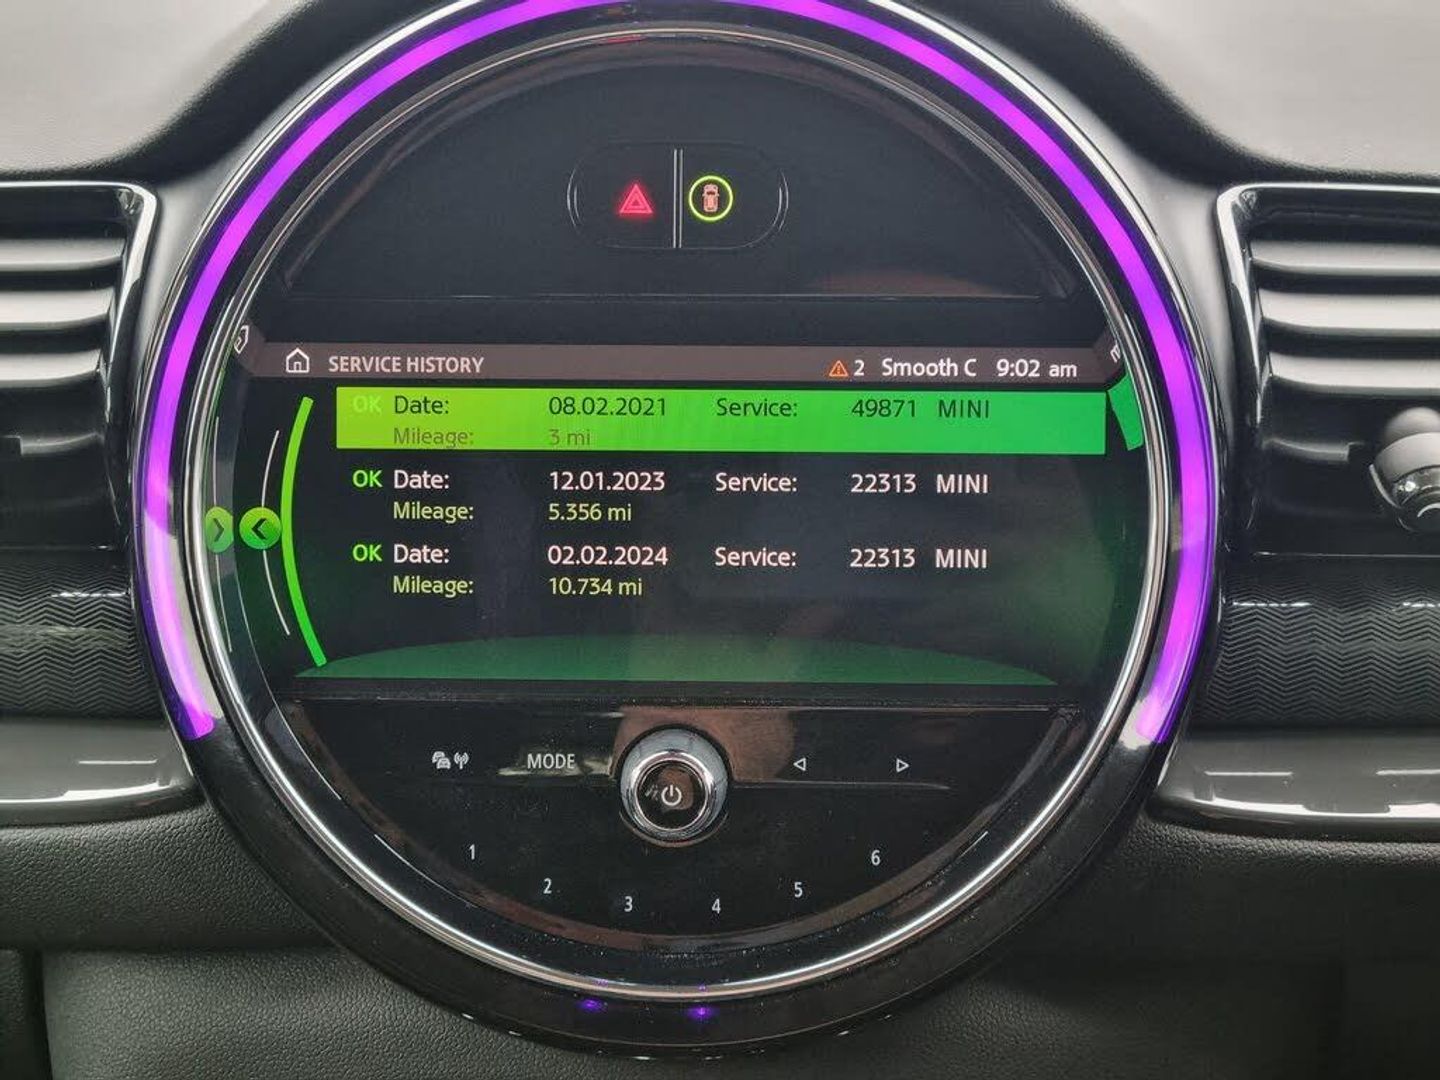 SERVICE HISTORY 2 Smooth C 9:02 am
OK Date: 08.02.2021 Service: 49871 MINI
Mileage: 3 mi
OK Date: 12.01.2023 Service: 22313 MINI
Mileage: 5.356 mi
OK Date: 02.02.2024 Service: 22313 MINI
Mileage: 10.734 mi
MODE
1 2 3 4 5 6